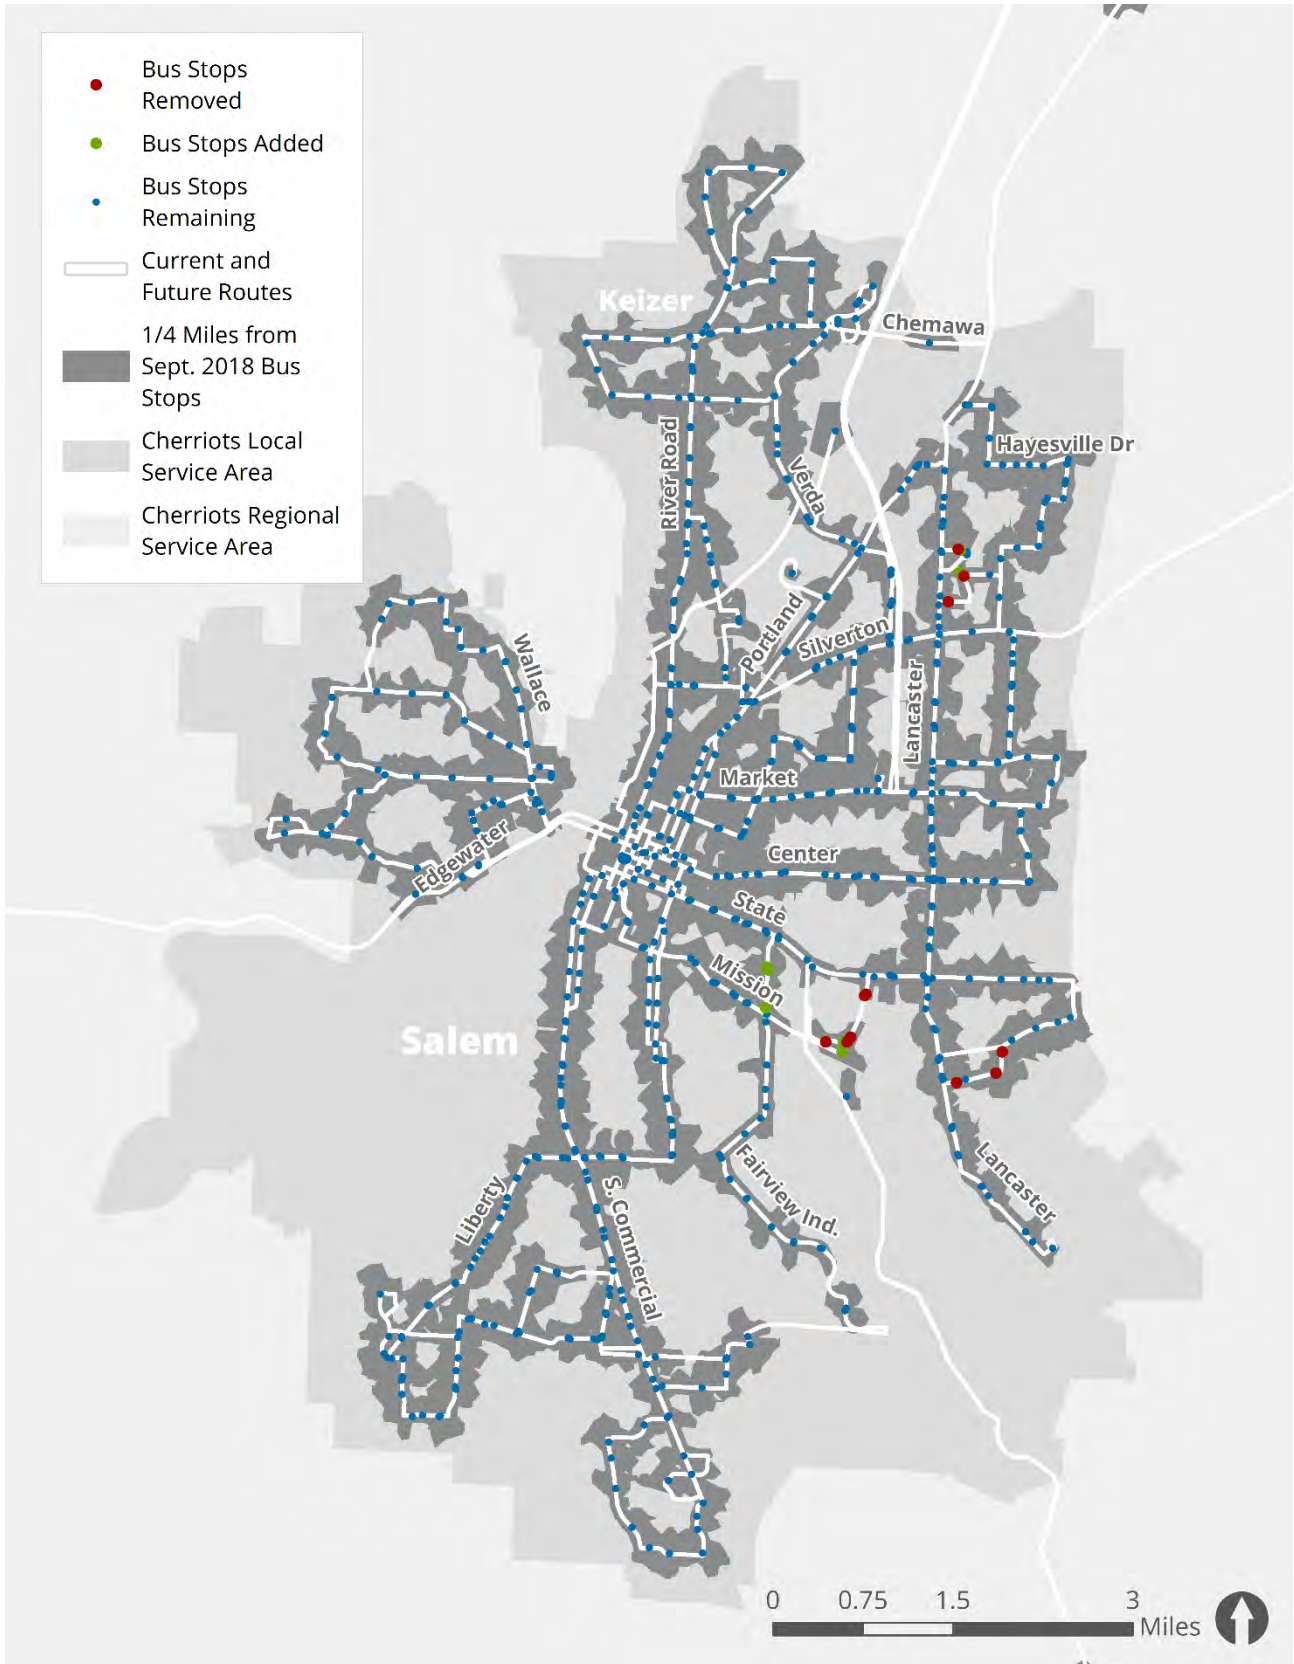 Bus Stops
Removed
Bus Stops Added
Bus Stops
Remaining
Current and
Future Routes
1/4 Miles from
Sept. 2018 Bus
Stops
Cherriots Local
Service Area
Cherriots Regional
Service Area
Keizer
Chemawa
River Road
Hayesville Dr
Verda
Portland
Silverton
Wallace
Lancaster
Market
Edgewater
Center
State
Mission
Salem
Fairview Ind.
Lancaster
Liberty
S. Commercial
0 0.75 1.5 3
Miles